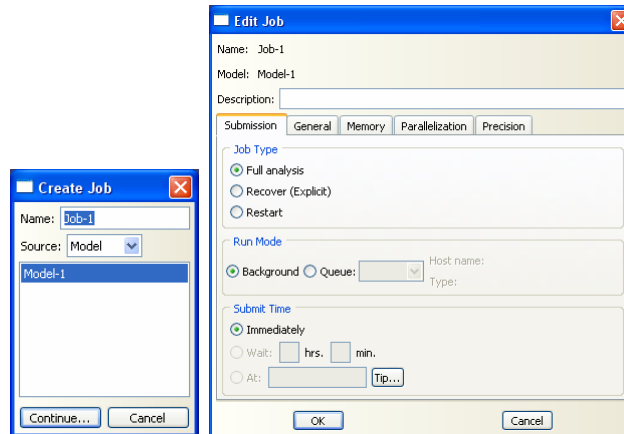 Create Job
Name: Job-1
Source: Model
Model-1
Continue... Cancel
Edit Job
Name: Job-1
Model: Model-1
Description:
Submission General Memory Parallelization Precision
Job Type
Full analysis
Recover (Explicit)
Restart
Run Mode
Background Queue: Host name:
Type:
Submit Time
Immediately
Wait: hrs. min.
At: Tip...
OK Cancel